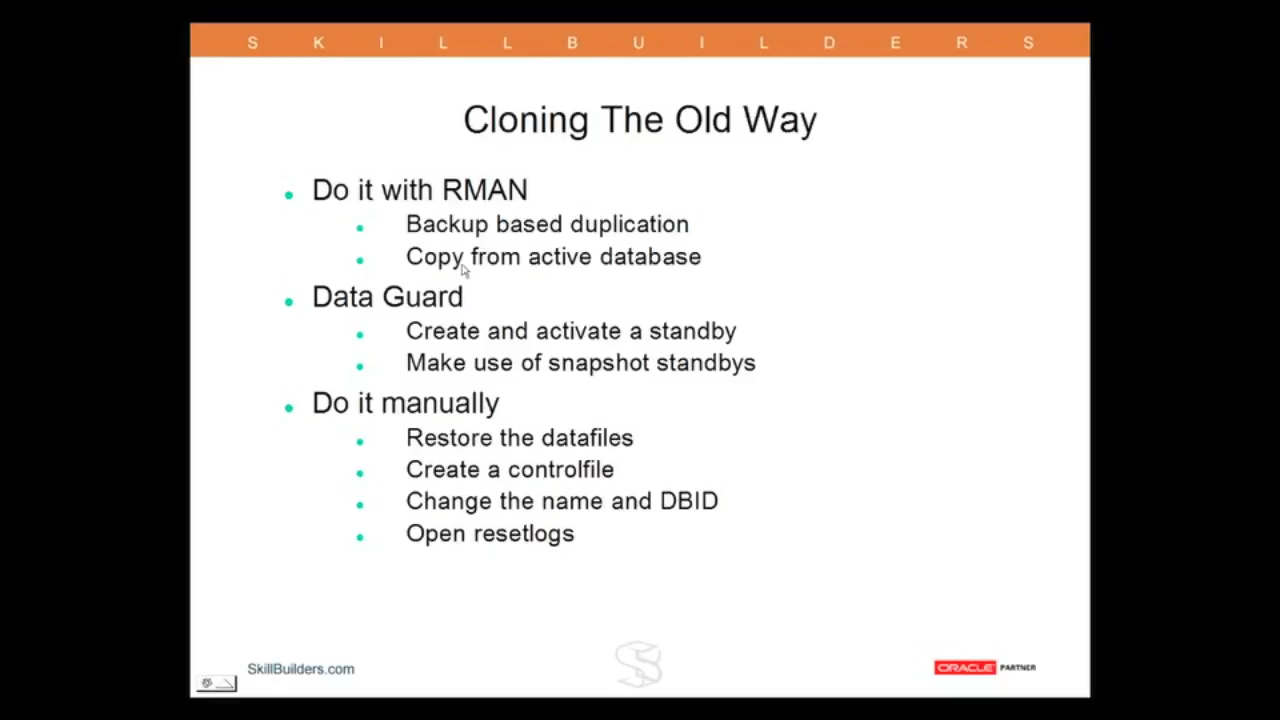 SKILLBUILDERS
Cloning The Old Way
Do it with RMAN
Backup based duplication
Copy from active database
Data Guard
Create and activate a standby
Make use of snapshot standbys
Do it manually
Restore the datafiles
Create a controlfile
Change the name and DBID
Open resetlogs
SkillBuilders.com
S
ORACLE PARTNER